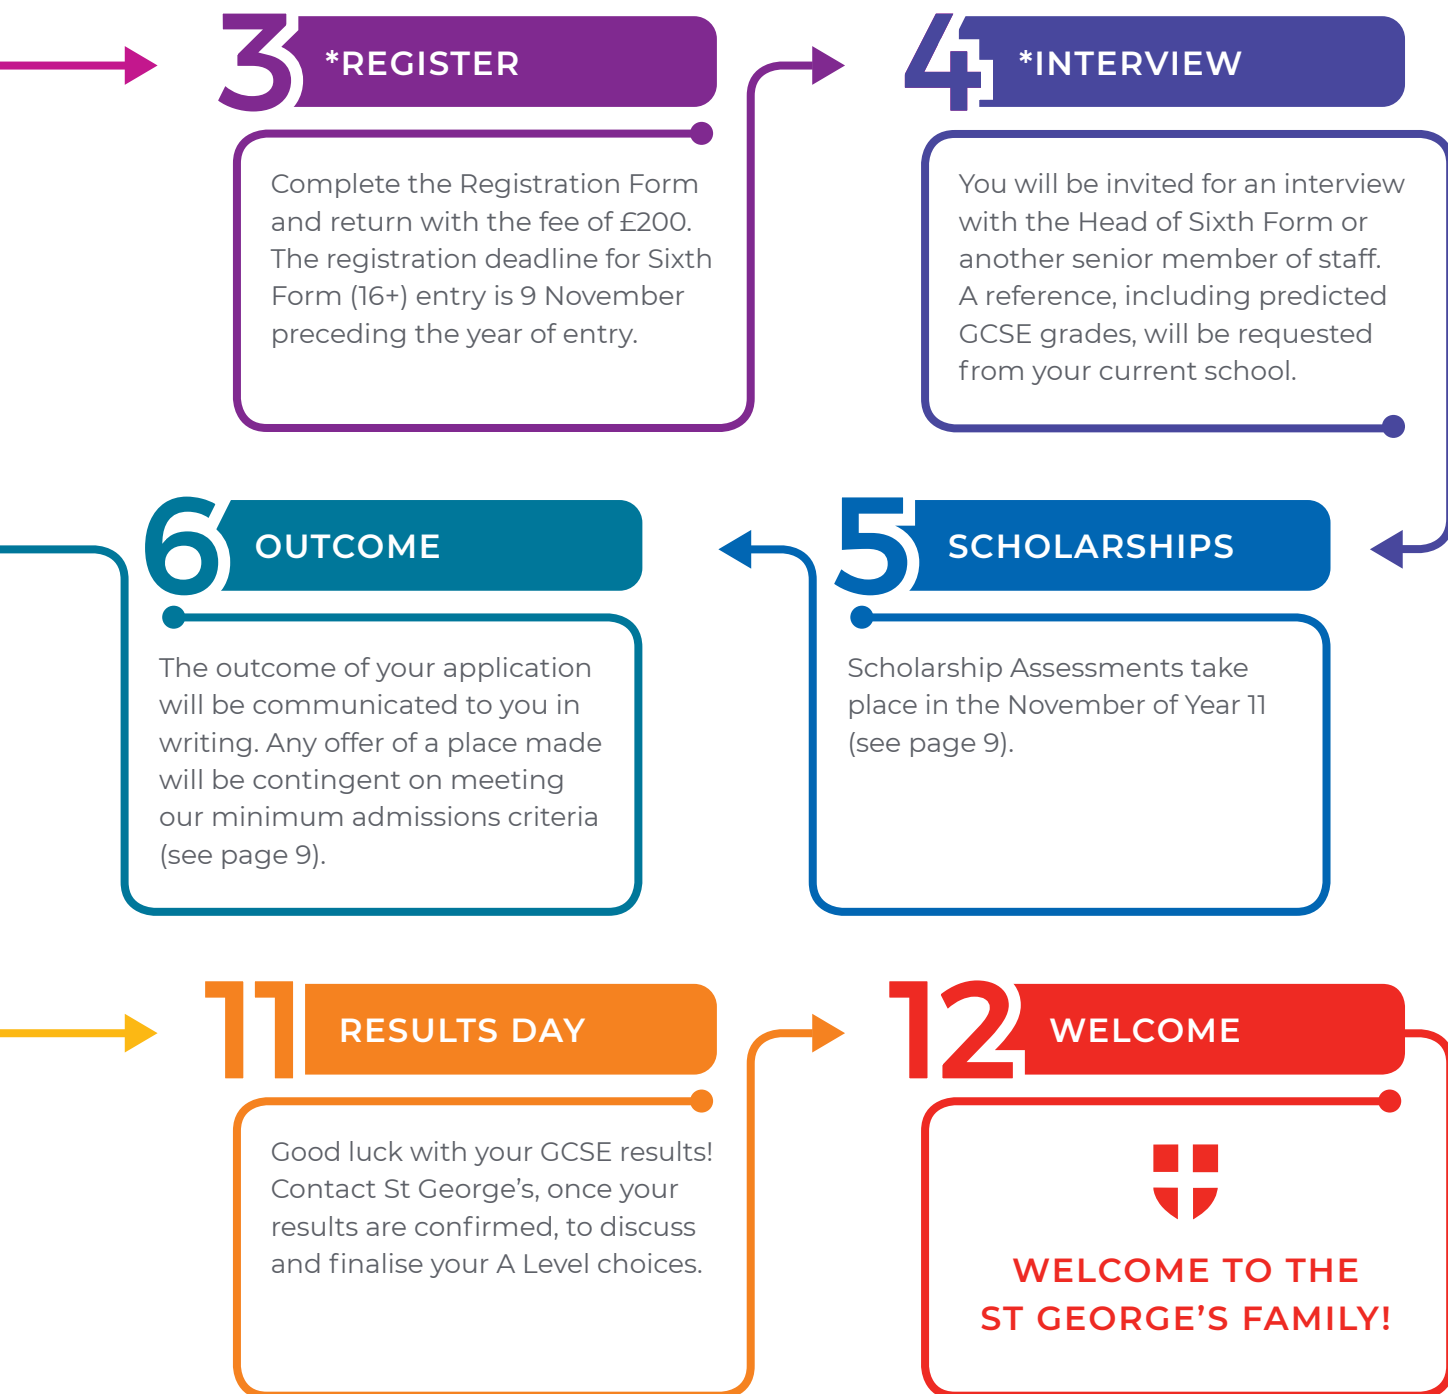 3 *REGISTER
Complete the Registration Form
and return with the fee of £200.
The registration deadline for Sixth
Form (16+) entry is 9 November
preceding the year of entry.
4 *INTERVIEW
You will be invited for an interview
with the Head of Sixth Form or
another senior member of staff.
A reference, including predicted
GCSE grades, will be requested
from your current school.
5 SCHOLARSHIPS
Scholarship Assessments take
place in the November of Year 11
(see page 9).
6 OUTCOME
The outcome of your application
will be communicated to you in
writing. Any offer of a place made
will be contingent on meeting
our minimum admissions criteria
(see page 9).
11 RESULTS DAY
Good luck with your GCSE results!
Contact St George’s, once your
results are confirmed, to discuss
and finalise your A Level choices.
12 WELCOME
WELCOME TO THE
ST GEORGE’S FAMILY!